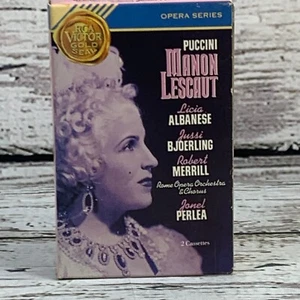 OPERA SERIES
RCA
VICTOR
GOLD
SEAL
PUCCINI
MANON
LESCAUT
Licia
ALBANESE
Jussi
BJOERLING
Robert
MERRILL
Rome Opera Orchestra
& Chorus
Jonel
PERLEA
2 Cassettes